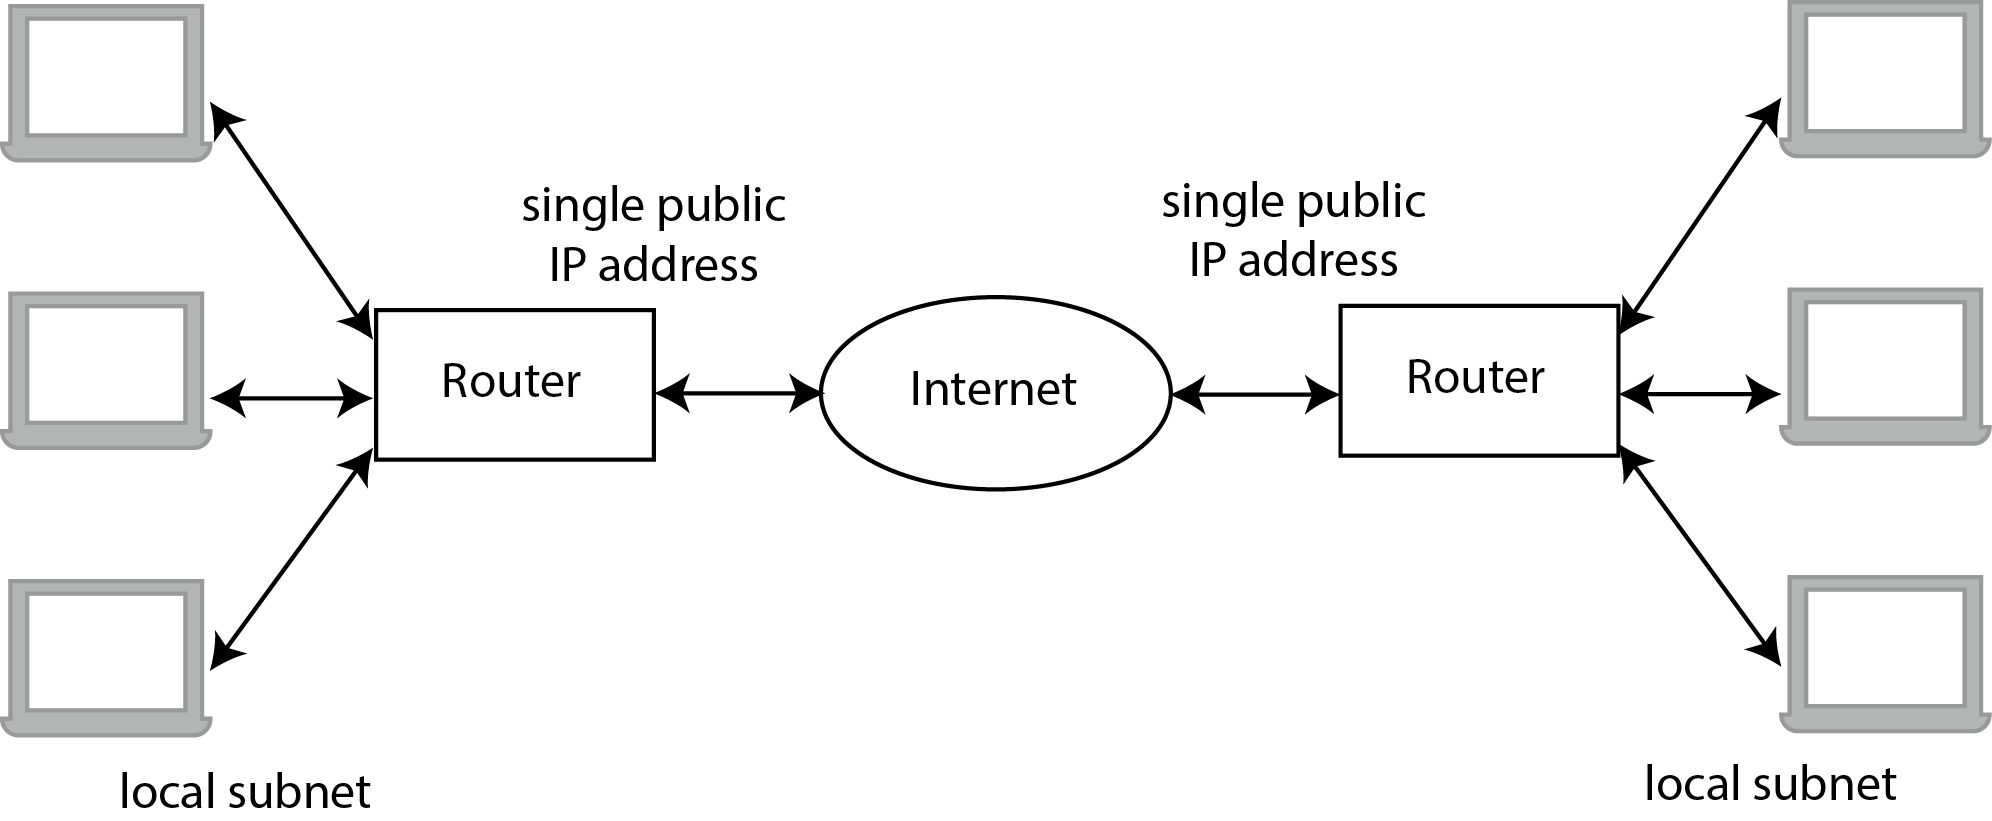 single public
IP address
single public
IP address
Router
Internet
Router
local subnet
local subnet